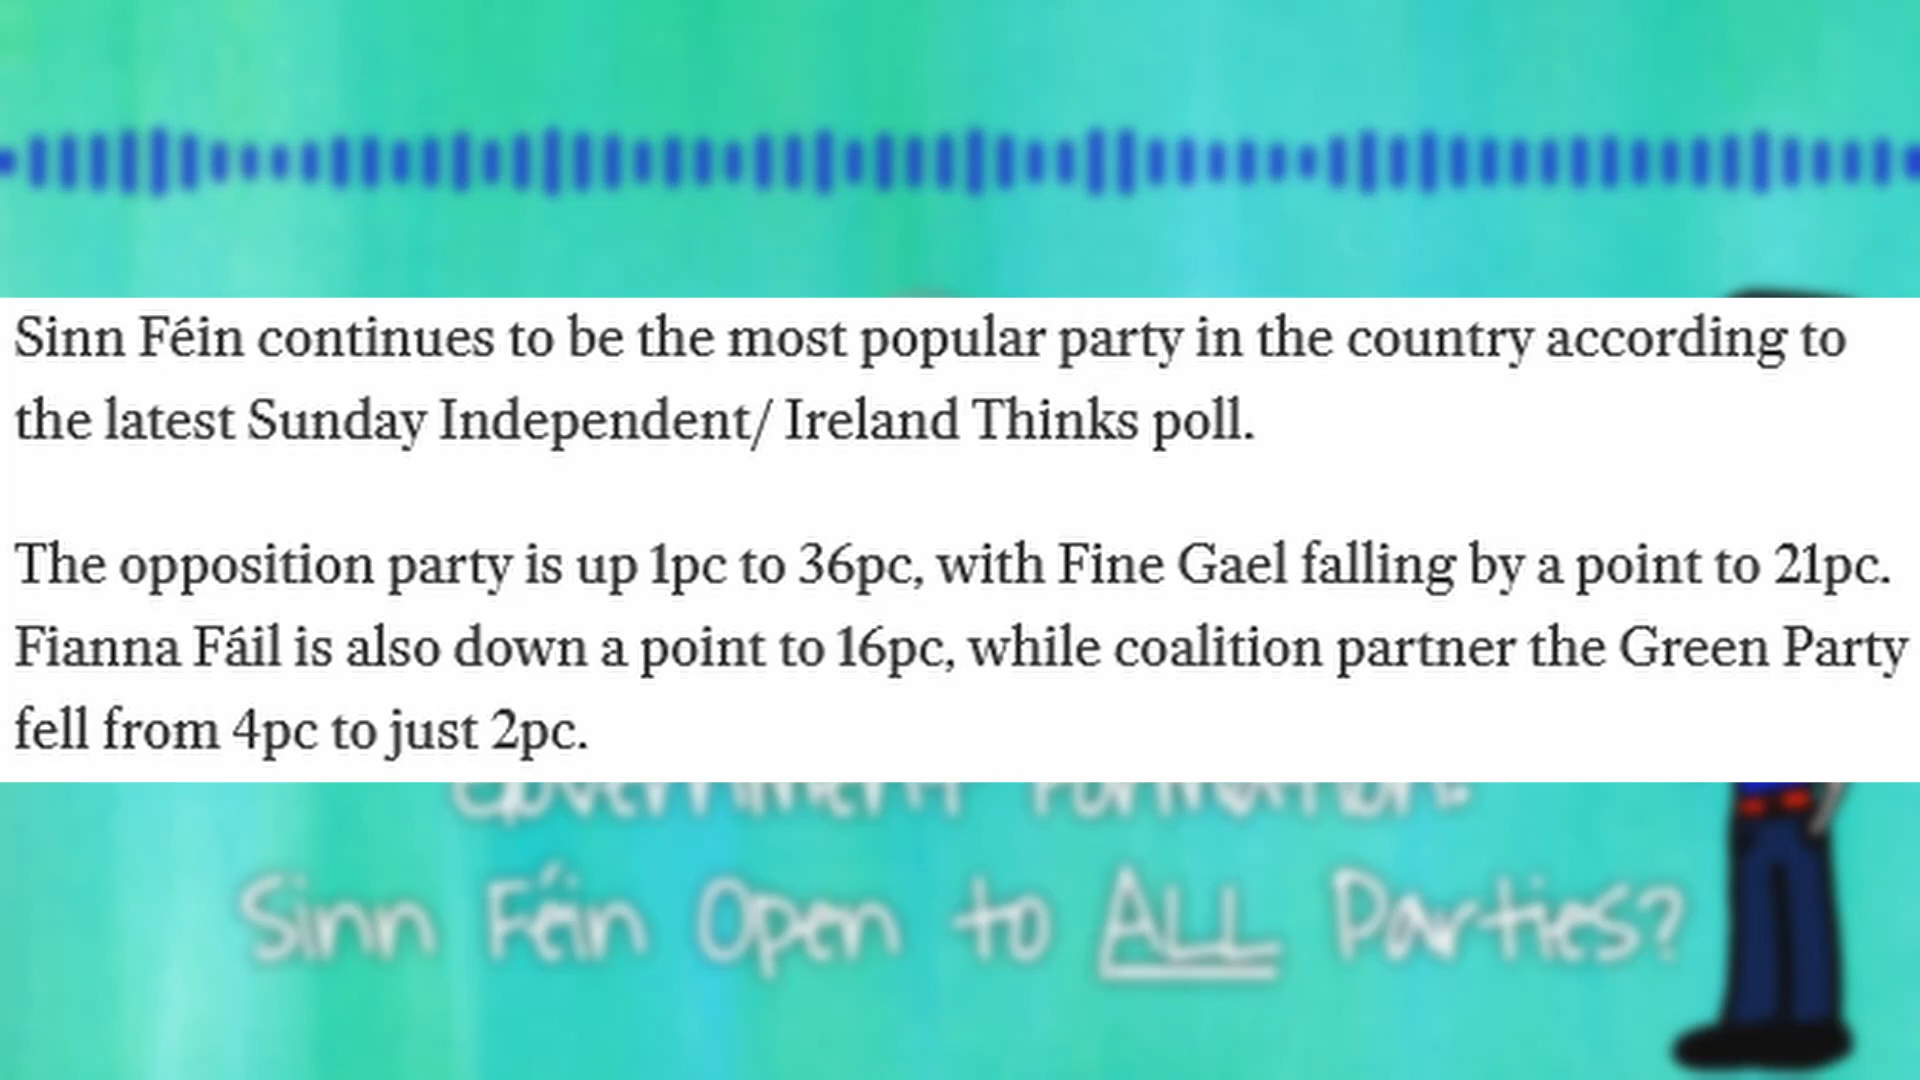 Sinn Féin continues to be the most popular party in the country according to
the latest Sunday Independent/ Ireland Thinks poll.
The opposition party is up 1pc to 36pc, with Fine Gael falling by a point to 21pc.
Fianna Fáil is also down a point to 16pc, while coalition partner the Green Party
fell from 4pc to just 2pc.
Government Formation:
Sinn Féin Open to ALL Parties?